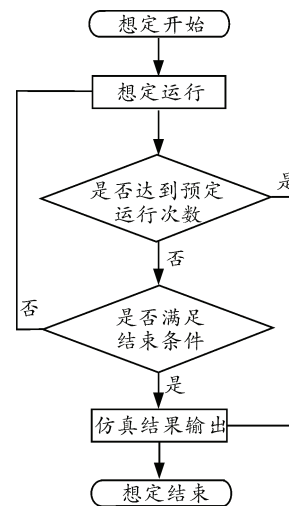 想定开始
想定运行
是否达到预定
运行次数
是
否
否
是否满足
结束条件
是
仿真结果输出
想定结束